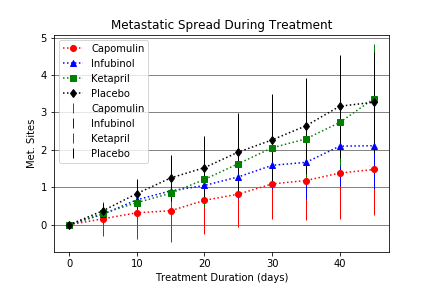 Metastatic Spread During Treatment
5
4
3
2
1
0
Met. Sites
Capomulin
Infubinol
Ketapril
Placebo
Capomulin
Infubinol
Ketapril
Placebo
0
10
20
30
40
Treatment Duration (days)